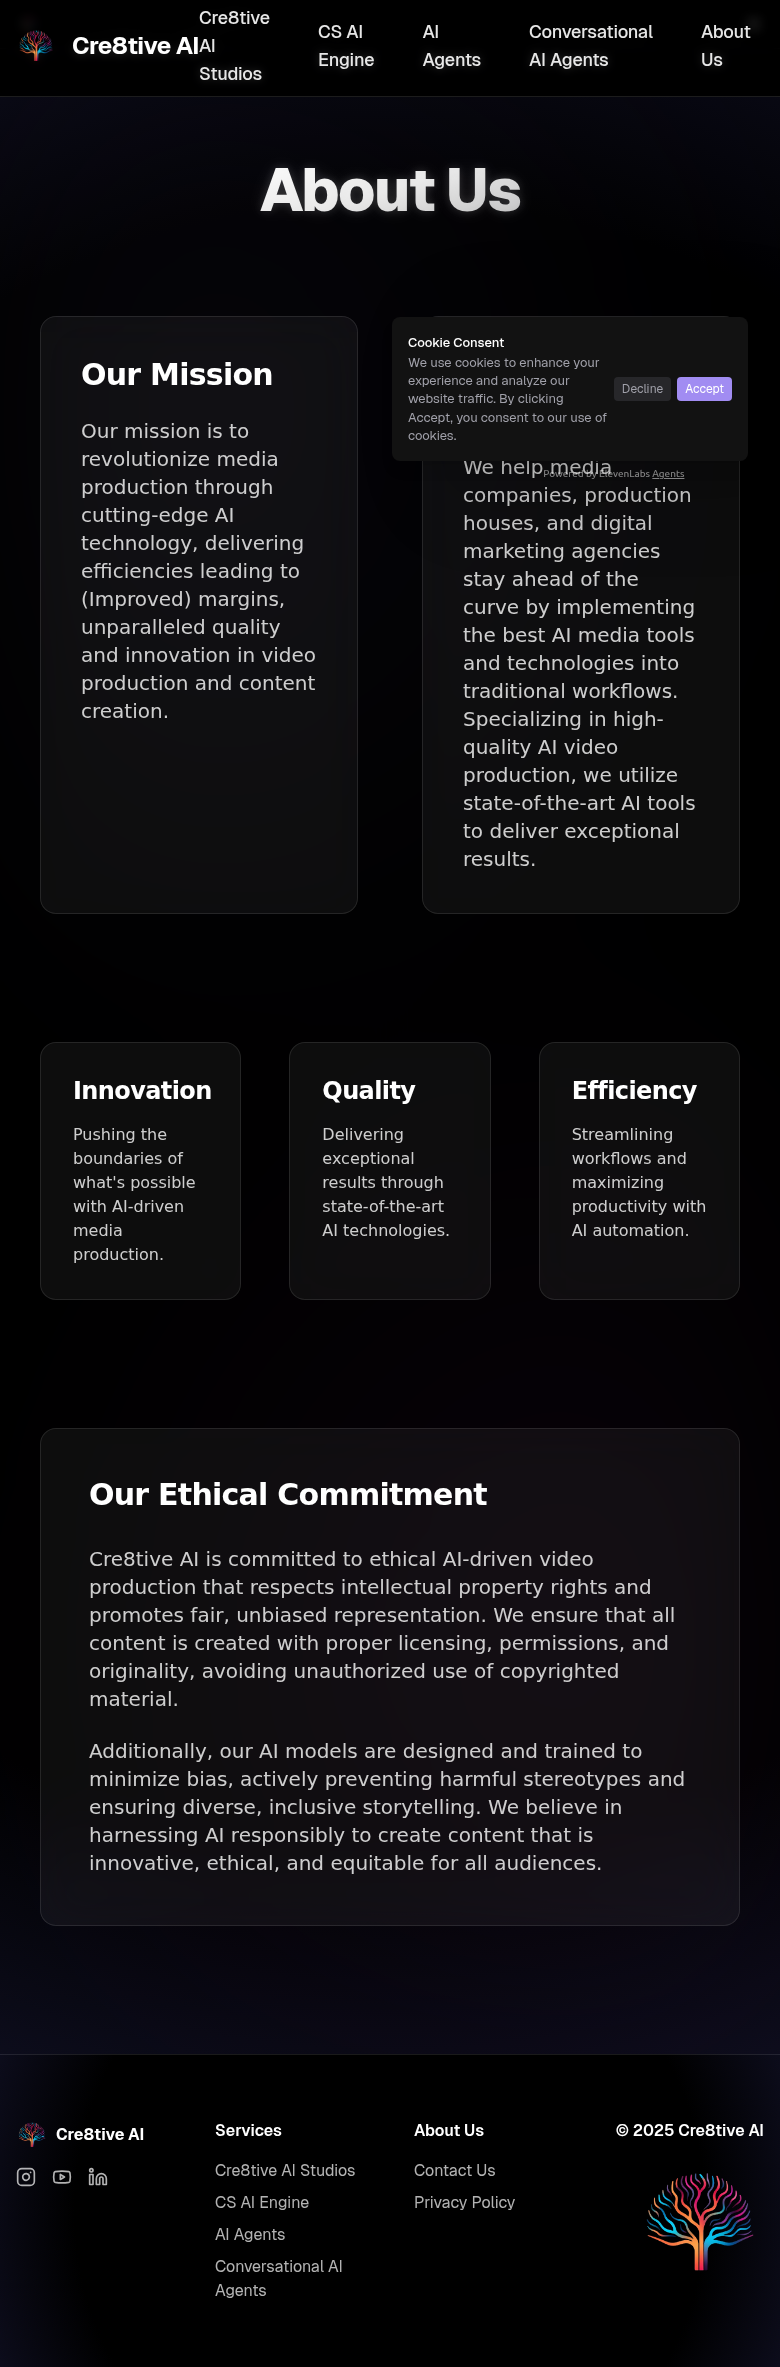 Cre8tive AI
Cre8tive
AI
Studios
CS AI
Engine
AI
Agents
Conversational
AI Agents
About
Us
About Us
Our Mission
Our mission is to
revolutionize media
production through
cutting-edge AI
technology, delivering
efficiencies leading to
(Improved) margins,
unparalleled quality
and innovation in video
production and content
creation.
Cookie Consent
We use cookies to enhance your
experience and analyze our
website traffic. By clicking
Accept, you consent to our use of
cookies.
Decline
Accept
Powered by ElevenLabs Agents
We help media
companies, production
houses, and digital
marketing agencies
stay ahead of the
curve by implementing
the best AI media tools
and technologies into
traditional workflows.
Specializing in high-
quality AI video
production, we utilize
state-of-the-art AI tools
to deliver exceptional
results.
Innovation
Pushing the
boundaries of
what's possible
with AI-driven
media
production.
Quality
Delivering
exceptional
results through
state-of-the-art
AI technologies.
Efficiency
Streamlining
workflows and
maximizing
productivity with
AI automation.
Our Ethical Commitment
Cre8tive AI is committed to ethical AI-driven video
production that respects intellectual property rights and
promotes fair, unbiased representation. We ensure that all
content is created with proper licensing, permissions, and
originality, avoiding unauthorized use of copyrighted
material.
Additionally, our AI models are designed and trained to
minimize bias, actively preventing harmful stereotypes and
ensuring diverse, inclusive storytelling. We believe in
harnessing AI responsibly to create content that is
innovative, ethical, and equitable for all audiences.
Cre8tive AI
Services
Cre8tive AI Studios
CS AI Engine
AI Agents
Conversational AI
Agents
About Us
Contact Us
Privacy Policy
© 2025 Cre8tive AI